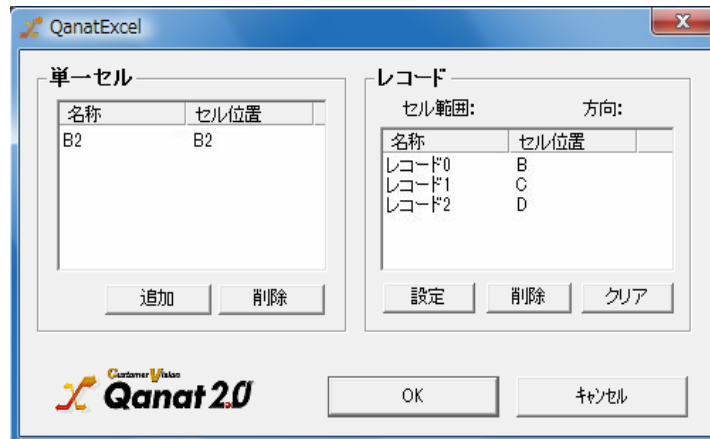 QanatExcel
単一セル
名称 セル位置
B2 B2
追加 削除
レコード
セル範囲: 方向:
名称 セル位置
レコード0 B
レコード1 C
レコード2 D
設定 削除 クリア
Customer Vision
Qanat 2.0
OK キャンセル